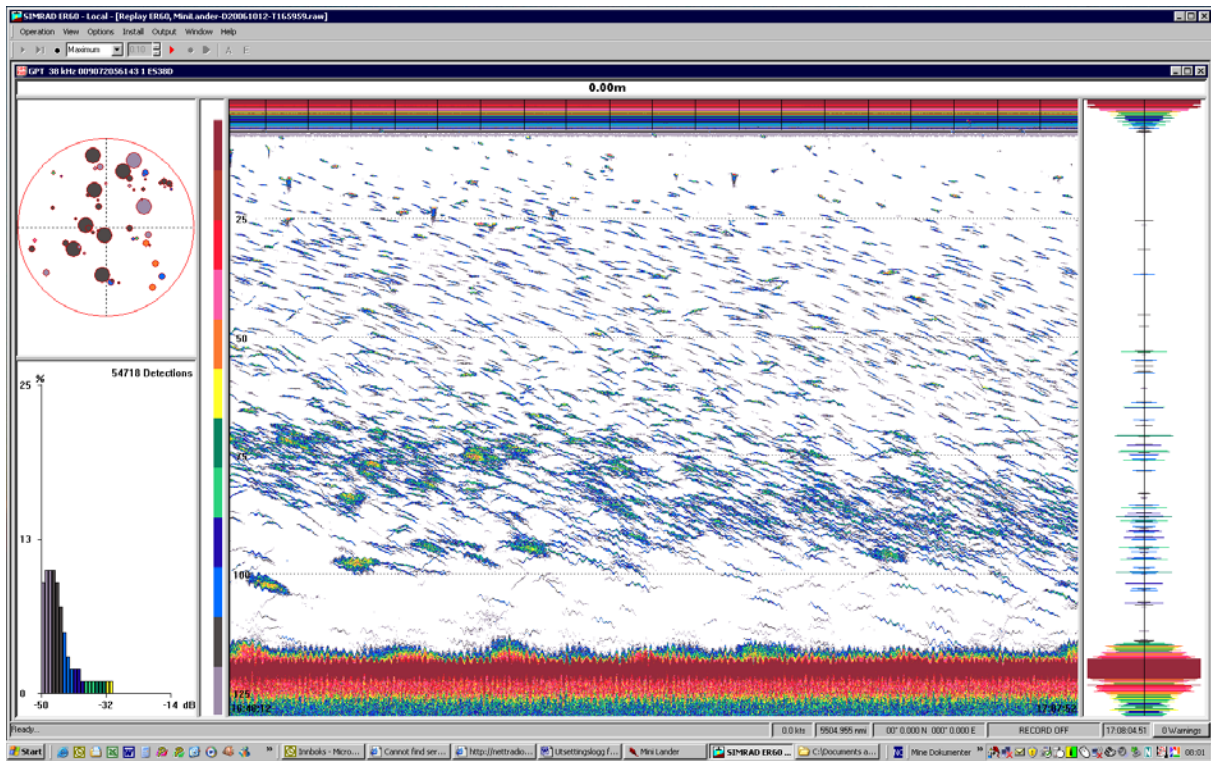 SIMRAD ER60 - Local - [Replay ER60, MiniLander-D20061012-T165959.raw]
Operation View Options Install Output Window Help
Maximum 0.10 A E
GPT 38 kHz 009072056143 1 ES38D
0.00m
25
50
75
100
125
17:07:52
54718 Detections
25 %
13
0
-50 -32 -14 dB
Ready...
0.0 kts 5504.955 nmi 00° 0.000 N 000° 0.000 E RECORD OFF 17:08:04.51 0 Warnings
Start » Innboks - Micro... Cannot find ser... http://nettradio... Utsettingslogg f... Mini Lander SIMRAD ER60 ... C:\Documents a... Mine Dokumenter » 08:01